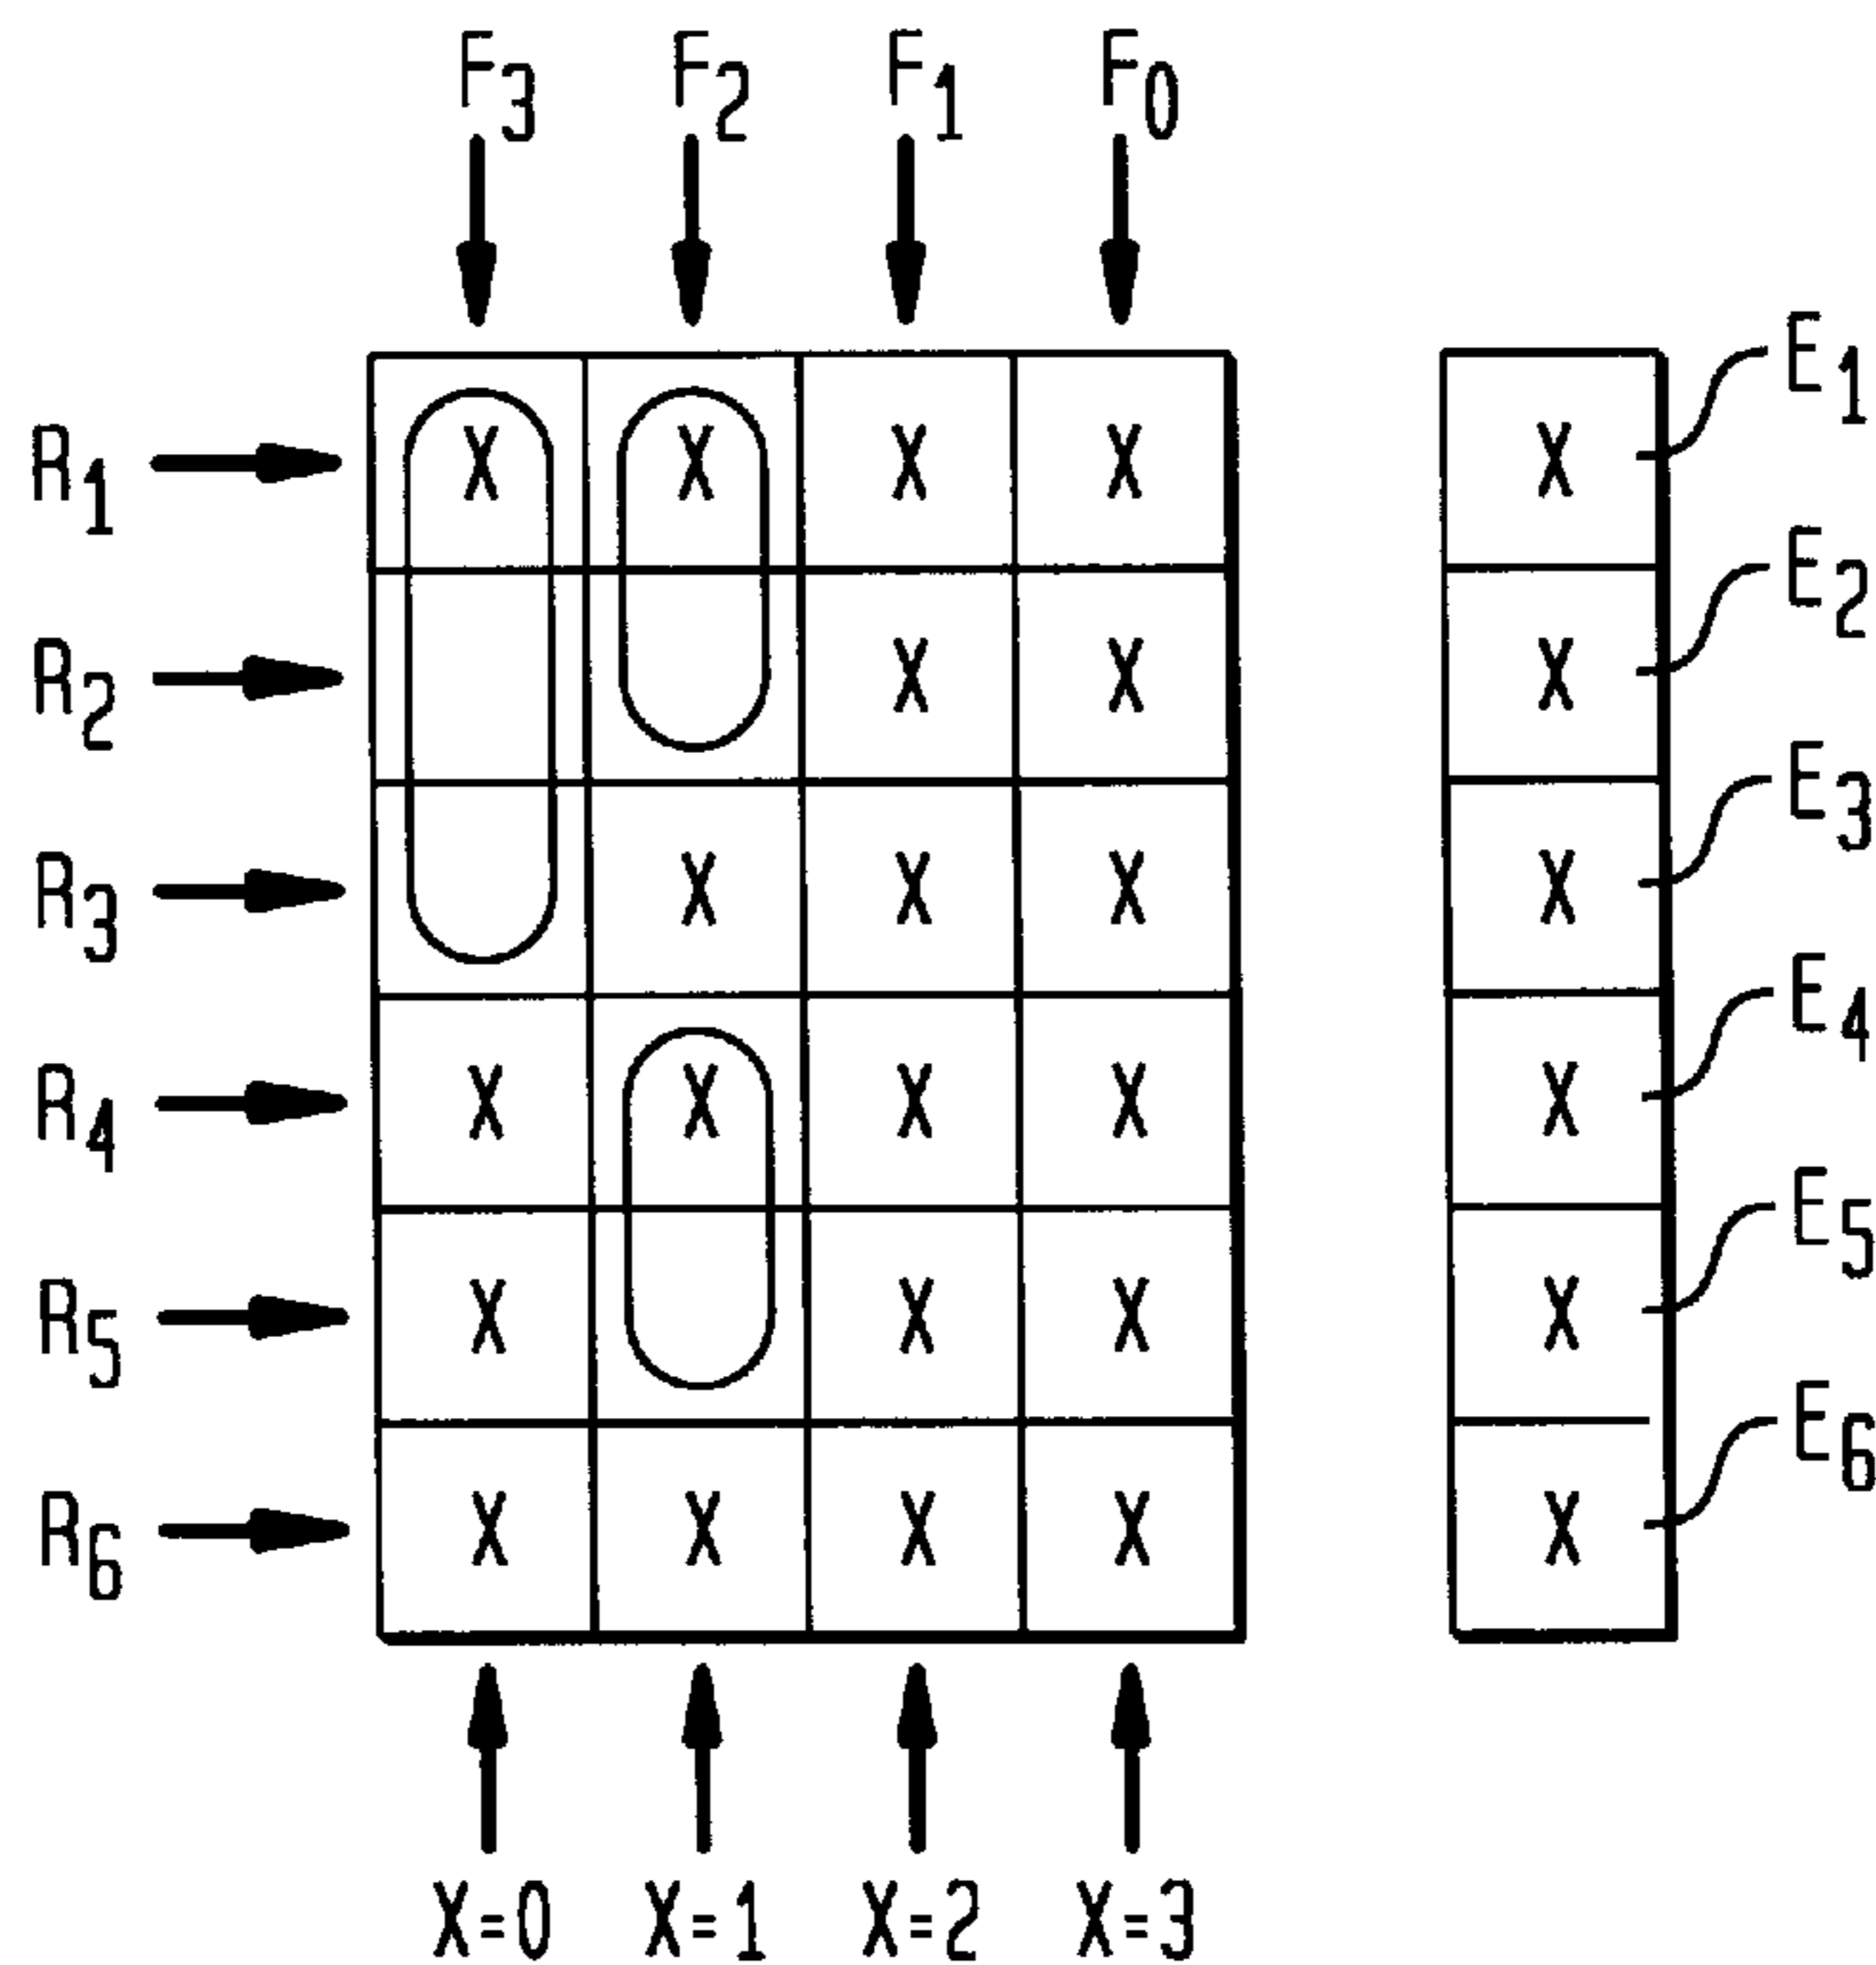 F3 F2 F1 F0
E1
R1 X X X X X
E2
R2 X X X
E3
R3 X X X X
E4
R4 X X X X X
E5
R5 X X X X
E6
R6 X X X X X
X=0 X=1 X=2 X=3